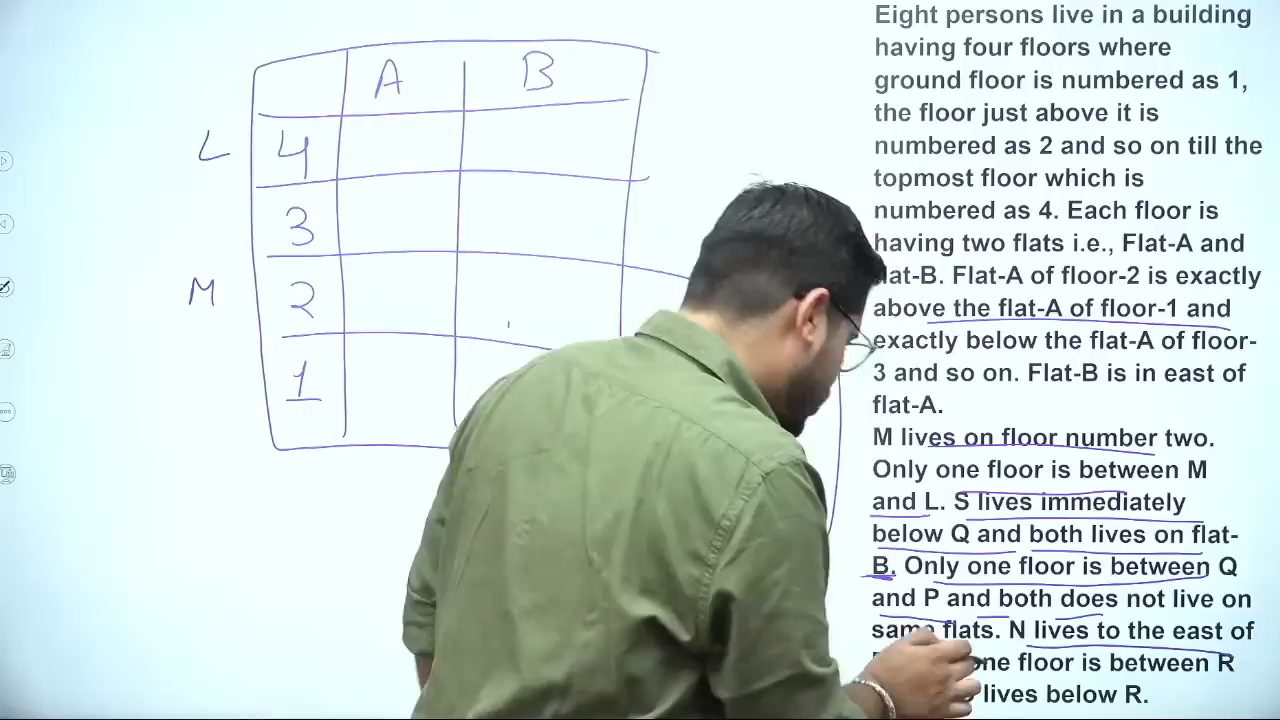 A B
L 4
3
M 2
1
Eight persons live in a building
having four floors where
ground floor is numbered as 1,
the floor just above it is
numbered as 2 and so on till the
topmost floor which is
numbered as 4. Each floor is
having two flats i.e., Flat-A and
B. Flat-A of floor-2 is exactly
above the flat-A of floor-1 and
exactly below the flat-A of floor-
3 and so on. Flat-B is in east of
flat-A.
M lives on floor number two.
Only one floor is between M
and L. S lives immediately
below Q and both lives on flat-
B. Only one floor is between Q
and P and both does not live on
same flats. N lives to the east of
floor is between R
lives below R.